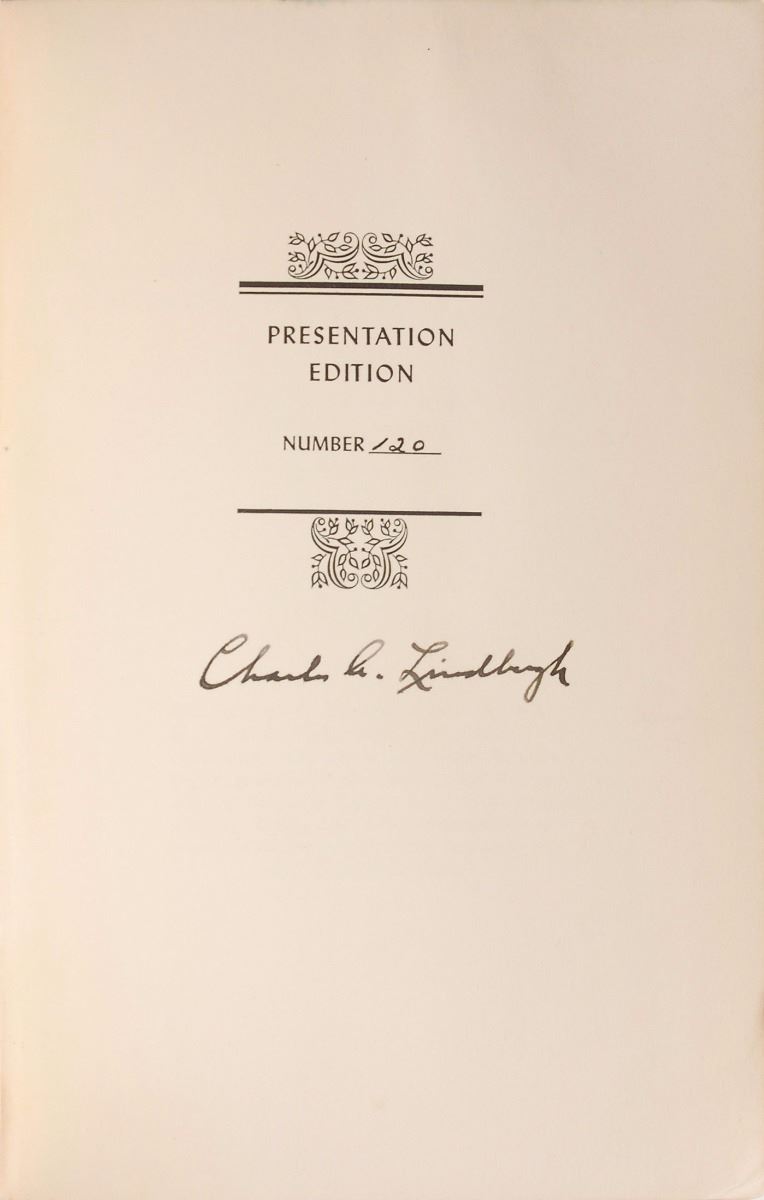 PRESENTATION
EDITION
NUMBER 120
Charles A. Lindbergh